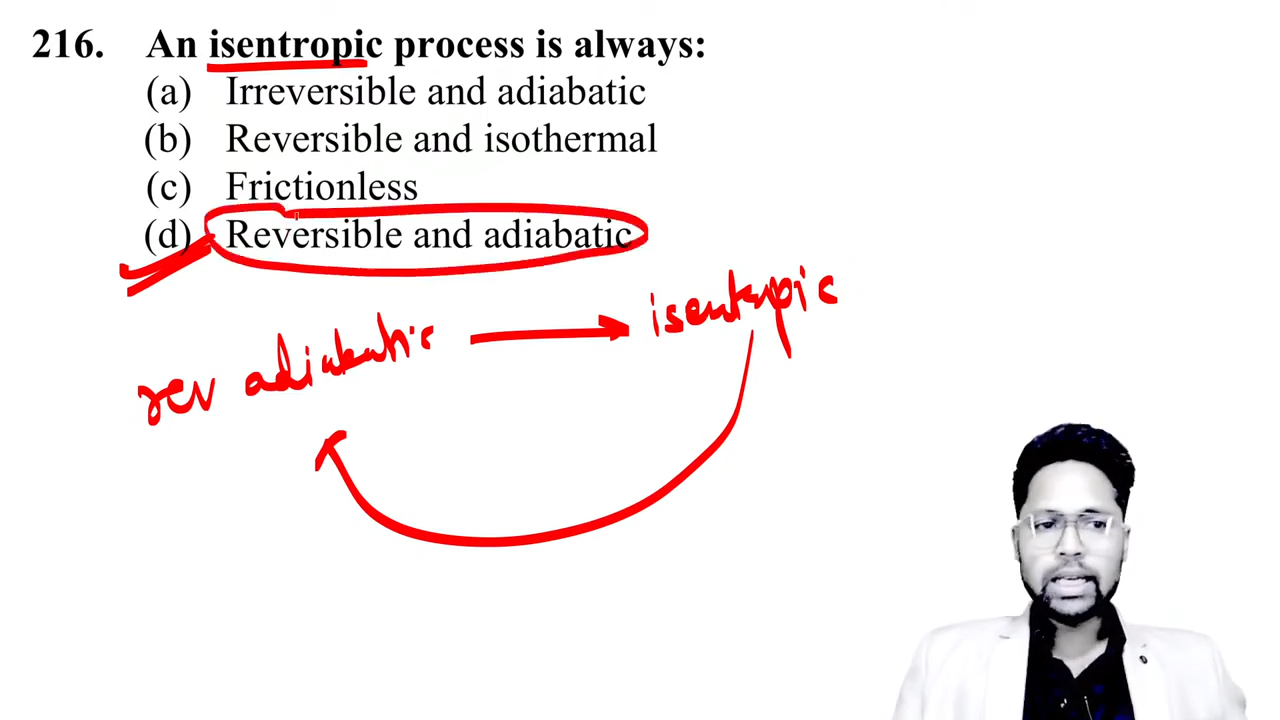 216. An isentropic process is always:
(a) Irreversible and adiabatic
(b) Reversible and isothermal
(c) Frictionless
(d) Reversible and adiabatic
rev adiabatic → isentropic